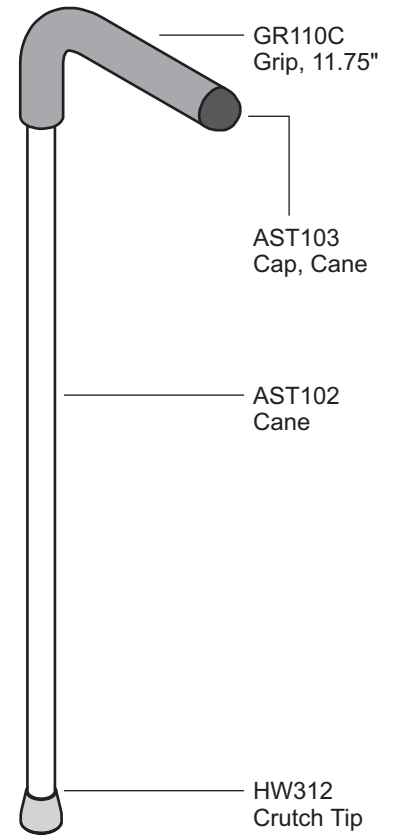 GR110C
Grip, 11.75"
AST103
Cap, Cane
AST102
Cane
HW312
Crutch Tip